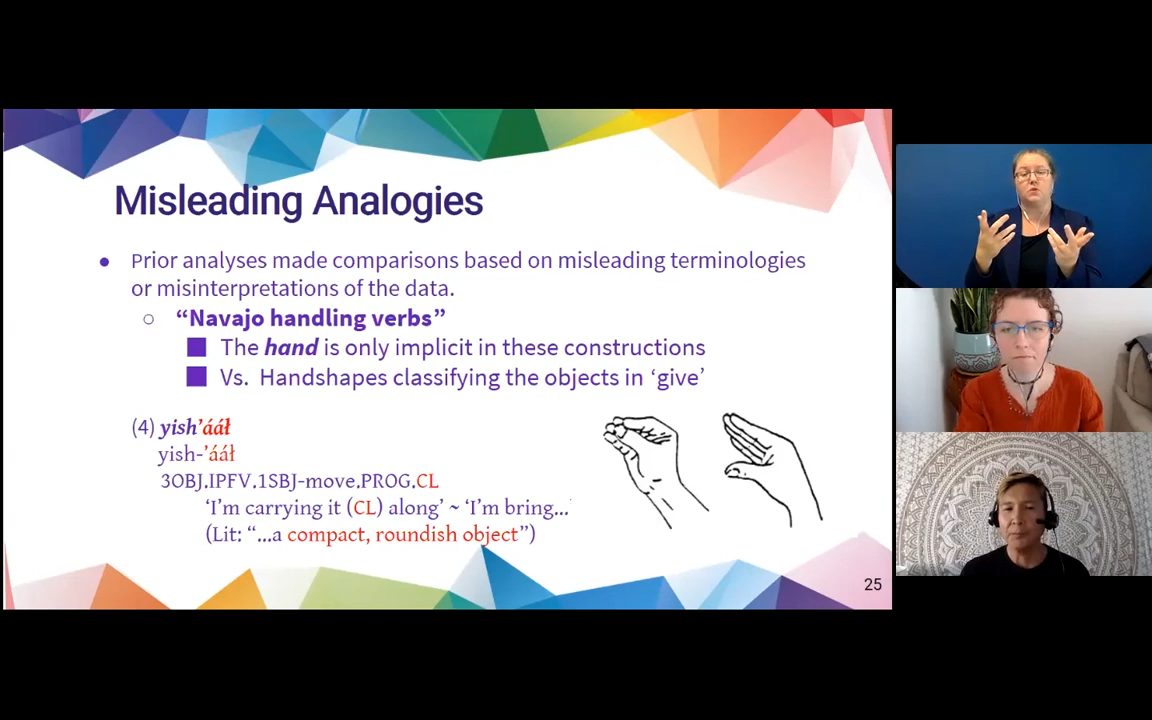 Misleading Analogies
● Prior analyses made comparisons based on misleading terminologies
or misinterpretations of the data.
○ “Navajo handling verbs”
■ The hand is only implicit in these constructions
■ Vs. Handshapes classifying the objects in ‘give’
(4) yish’ááł
yish-’ááł
3OBJ.IPFV.1SBJ-move.PROG.CL
‘I’m carrying it (CL) along’ ~ ‘I’m bring...’
(Lit: “...a compact, roundish object”)
25